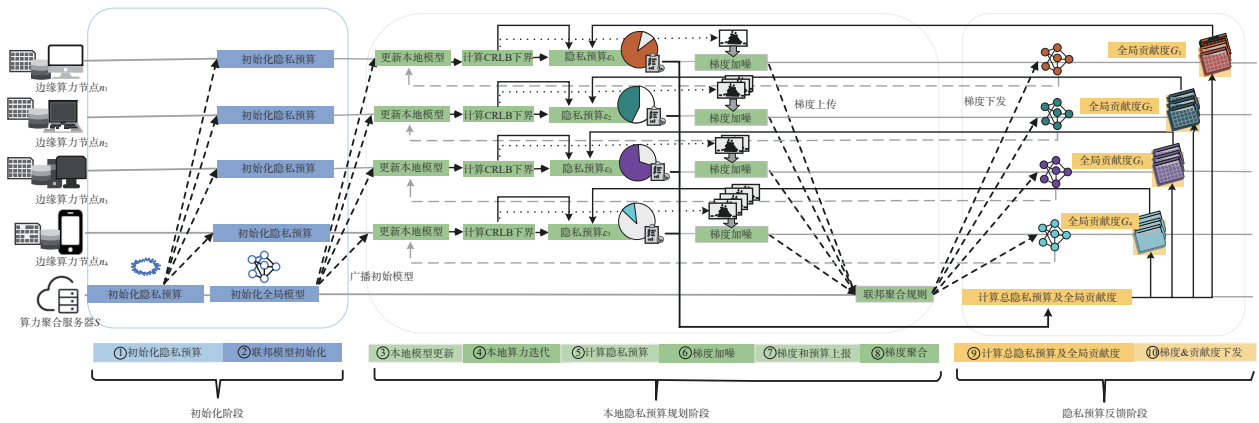 初始化隐私预算
更新本地模型
计算CRLB下界
隐私预算ε₁
梯度加噪
全局贡献度G₁
边缘算力节点n₁
初始化隐私预算
更新本地模型
计算CRLB下界
隐私预算ε₂
梯度加噪
梯度上传
梯度下发
全局贡献度G₂
边缘算力节点n₂
初始化隐私预算
更新本地模型
计算CRLB下界
隐私预算ε₃
梯度加噪
全局贡献度G₃
边缘算力节点n₃
初始化隐私预算
更新本地模型
计算CRLB下界
隐私预算ε₃
梯度加噪
全局贡献度G₄
边缘算力节点n₄
广播初始模型
初始化隐私预算
初始化全局模型
联邦聚合规则
计算总隐私预算及全局贡献度
算力聚合服务器S
①初始化隐私预算
②联邦模型初始化
③本地模型更新
④本地算力迭代
⑤计算隐私预算
⑥梯度加噪
⑦梯度和预算上报
⑧梯度聚合
⑨计算总隐私预算及全局贡献度
⑩梯度&贡献度下发
初始化阶段
本地隐私预算规划阶段
隐私预算反馈阶段